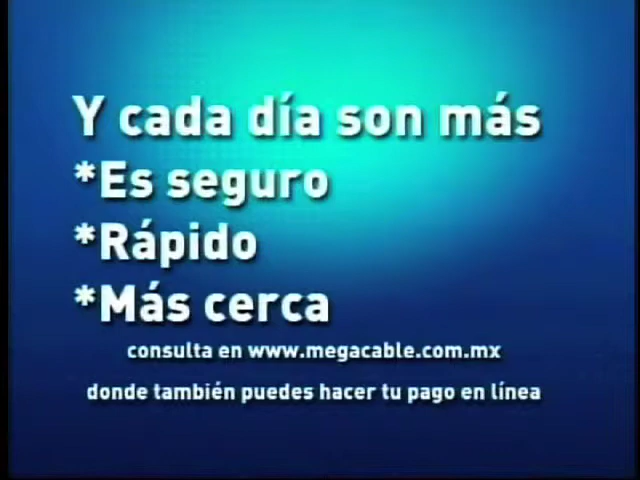 Y cada día son más
*Es seguro
*Rápido
*Más cerca
consulta en www.megacable.com.mx
donde también puedes hacer tu pago en línea